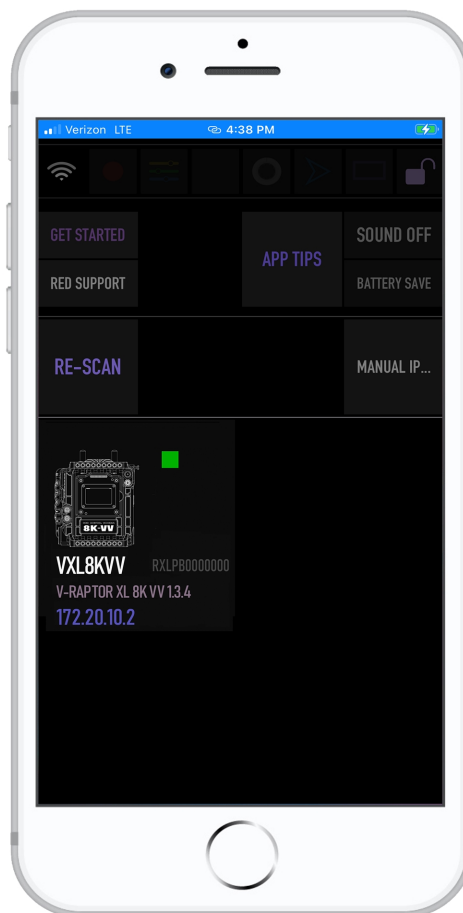 Verizon LTE 4:38 PM
GET STARTED
APP TIPS
SOUND OFF
RED SUPPORT
BATTERY SAVE
RE-SCAN
MANUAL IP...
8K-VV
VXL8KVV RXLPB0000000
V-RAPTOR XL 8K VV 1.3.4
172.20.10.2